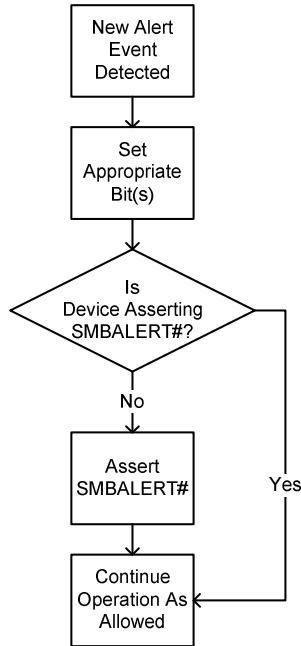 New Alert
Event
Detected
Set
Appropriate
Bit(s)
Is
Device Asserting
SMBALERT#?
No
Assert
SMBALERT#
Yes
Continue
Operation As
Allowed